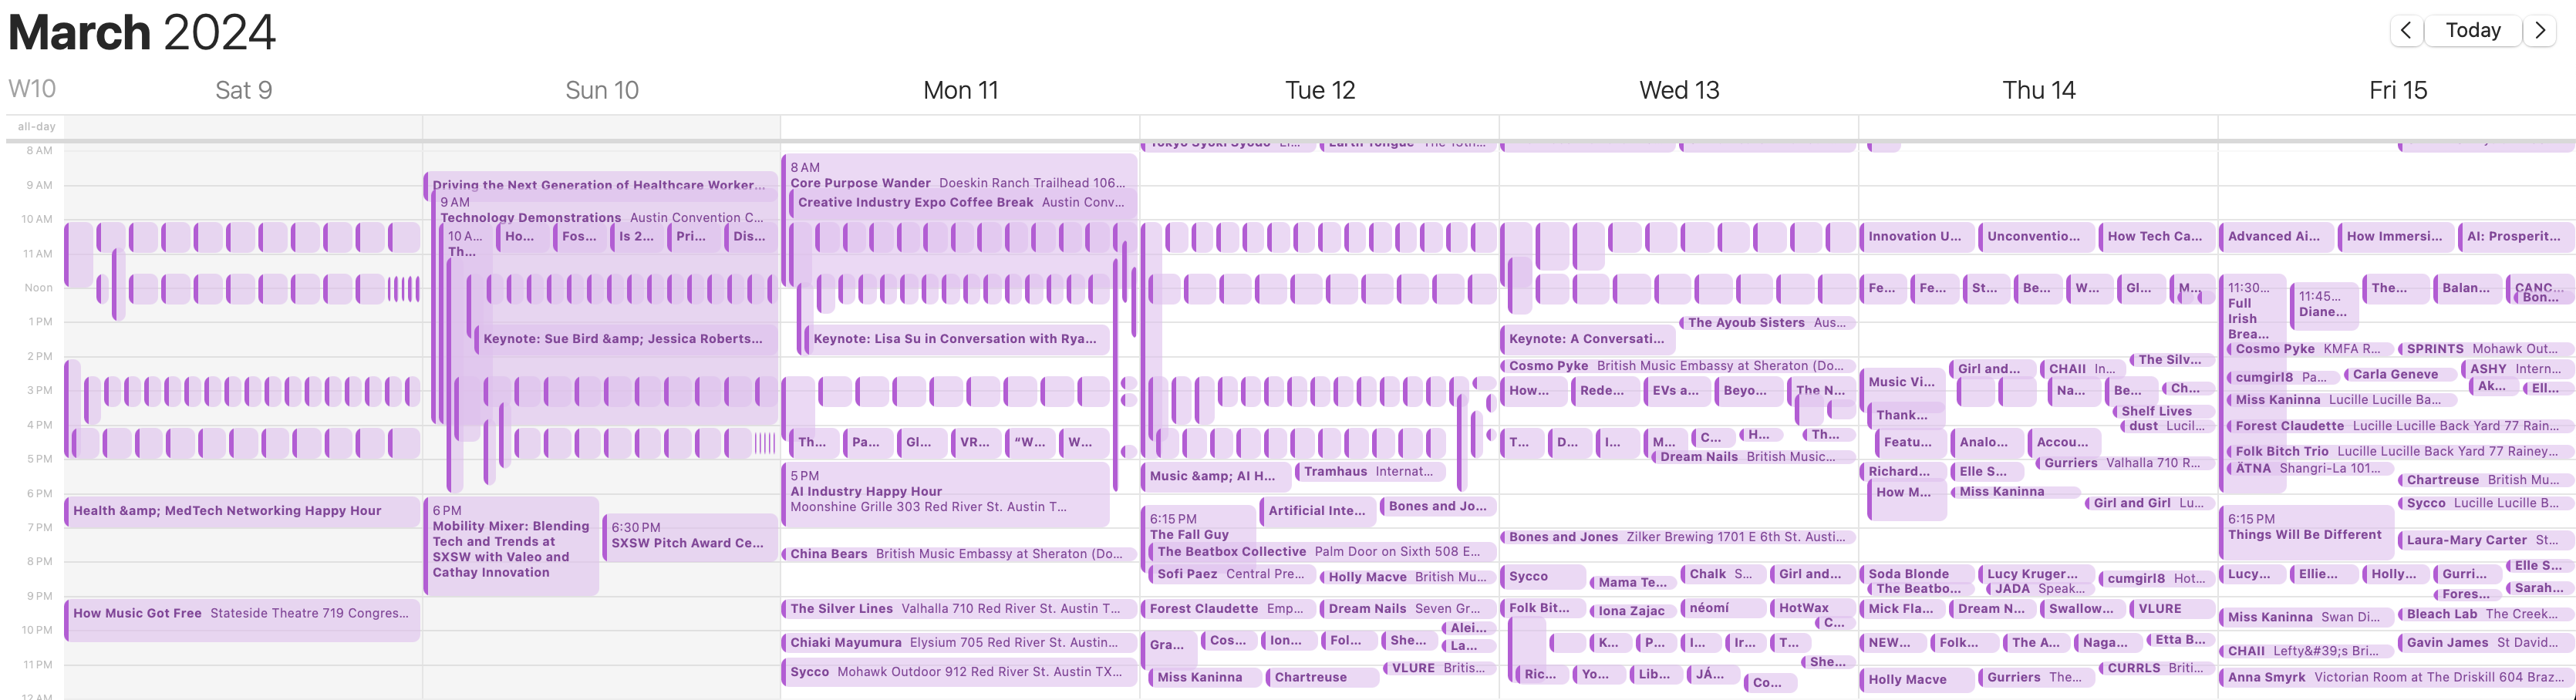 March 2024
Today
W10
Sat 9
Sun 10
Mon 11
Tue 12
Wed 13
Thu 14
Fri 15
all-day
8 AM
9 AM
10 AM
11 AM
Noon
1 PM
2 PM
3 PM
4 PM
5 PM
6 PM
7 PM
8 PM
9 PM
10 PM
11 PM
12 AM
Health &amp; MedTech Networking Happy Hour
How Music Got Free Stateside Theatre 719 Congres...
Driving the Next Generation of Healthcare Worker...
9 AM
Technology Demonstrations Austin Convention C...
10 A...
Th...
Ho...
Fos...
Is 2...
Pri...
Dis...
Keynote: Sue Bird &amp; Jessica Roberts...
6 PM
Mobility Mixer: Blending
Tech and Trends at
SXSW with Valeo and
Cathay Innovation
6:30 PM
SXSW Pitch Award Ce...
8 AM
Core Purpose Wander Doeskin Ranch Trailhead 106...
Creative Industry Expo Coffee Break Austin Conv...
Keynote: Lisa Su in Conversation with Rya...
Th...
Pa...
Gl...
VR...
“W...
W...
5 PM
AI Industry Happy Hour
Moonshine Grille 303 Red River St. Austin T...
China Bears British Music Embassy at Sheraton (Do...
The Silver Lines Valhalla 710 Red River St. Austin T...
Chiaki Mayumura Elysium 705 Red River St. Austin...
Sycco Mohawk Outdoor 912 Red River St. Austin TX...
Tokyo Syoki Syodo
Earth Tongue The 13th...
Music &amp; AI H...
Tramhaus Internat...
Artificial Inte...
Bones and Jo...
6:15 PM
The Fall Guy
The Beatbox Collective Palm Door on Sixth 508 E...
Sofi Paez Central Pre...
Holly Macve British Mu...
Forest Claudette Emp...
Dream Nails Seven Gr...
Gra...
Cos...
Ion...
Fol...
She...
Alei...
La...
Miss Kaninna
Chartreuse
VLURE Britis...
The Ayoub Sisters Aus...
Keynote: A Conversati...
Cosmo Pyke British Music Embassy at Sheraton (Do...
How...
Rede...
EVs a...
Beyo...
The N...
T...
D...
I...
M...
C...
H...
Th...
Dream Nails British Music...
Bones and Jones Zilker Brewing 1701 E 6th St. Austi...
Sycco
Mama Te...
Chalk S...
Girl and...
Folk Bit...
Iona Zajac
néomí
HotWax
C...
K...
P...
I...
Ir...
T...
She...
Ric...
Yo...
Lib...
JÁ...
Co...
Innovation U...
Unconventio...
How Tech Ca...
Fe...
Fe...
St...
Be...
W...
Gl...
M...
The Silv...
Girl and...
CHAII In...
Music Vi...
Na...
Be...
Ch...
Thank...
Shelf Lives
dust Lucil...
Featu...
Analo...
Accou...
Gurriers Valhalla 710 R...
Richard...
Elle S...
How M...
Miss Kaninna
Girl and Girl Lu...
Soda Blonde
Lucy Kruger...
cumgirl8 Hot...
The Beatbo...
JADA Speak...
Mick Fla...
Dream N...
Swallow...
VLURE
NEW...
Folk...
The A...
Naga...
Etta B...
Holly Macve
Gurriers The...
CURRLS Briti...
Advanced Ai...
How Immersi...
AI: Prosperit...
11:30...
Full
Irish
Brea...
11:45...
Diane...
The...
Balan...
CANC...
Bon...
Cosmo Pyke KMFA R...
SPRINTS Mohawk Out...
cumgirl8 Pa...
Carla Geneve
ASHY Intern...
Ak...
Ell...
Miss Kaninna Lucille Lucille Ba...
Forest Claudette Lucille Lucille Back Yard 77 Rain...
Folk Bitch Trio Lucille Lucille Back Yard 77 Rainey...
ÄTNA Shangri-La 101...
Chartreuse British Mu...
Sycco Lucille Lucille B...
6:15 PM
Things Will Be Different
Laura-Mary Carter St...
Lucy...
Ellie...
Holly...
Gurri...
Elle S...
Sarah...
Fores...
Miss Kaninna Swan Di...
Bleach Lab The Creek...
CHAII Lefty&#39;s Bri...
Gavin James St David...
Anna Smyrk Victorian Room at The Driskill 604 Braz...